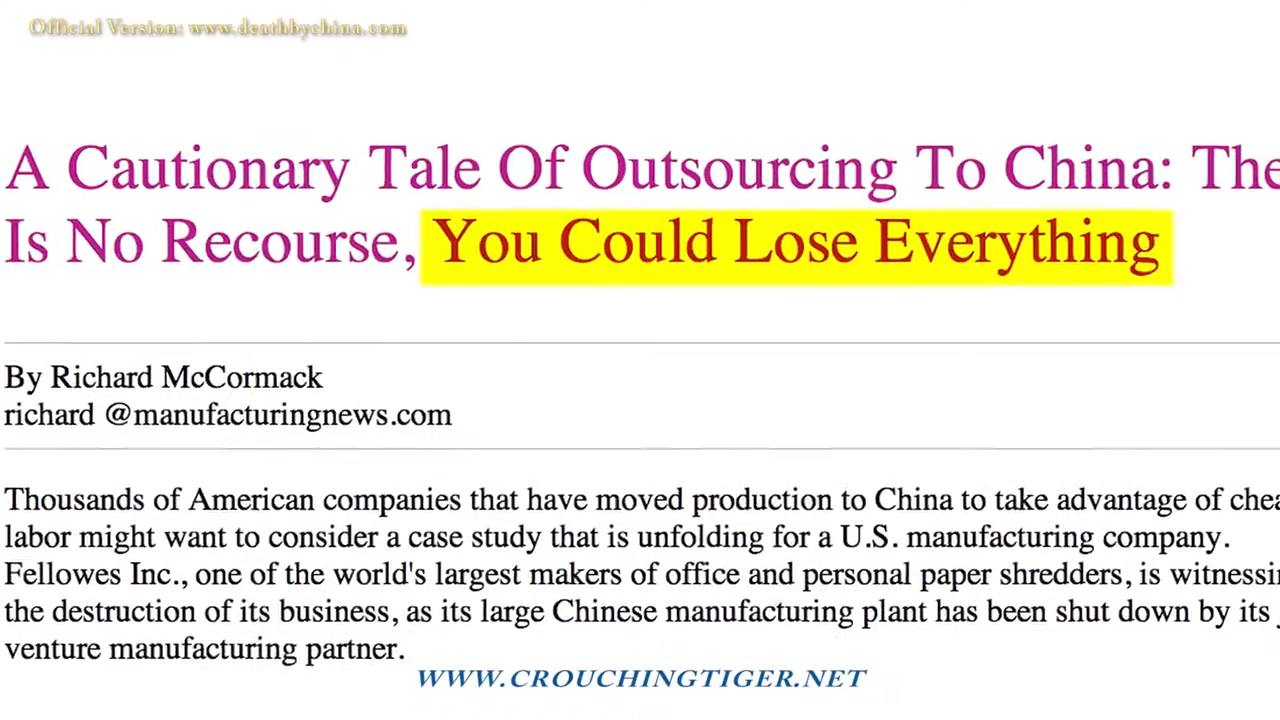 Official Version: www.deathbychina.com
A Cautionary Tale Of Outsourcing To China: The
Is No Recourse, You Could Lose Everything
By Richard McCormack
richard @manufacturingnews.com
Thousands of American companies that have moved production to China to take advantage of chea
labor might want to consider a case study that is unfolding for a U.S. manufacturing company.
Fellowes Inc., one of the world's largest makers of office and personal paper shredders, is witnessin
the destruction of its business, as its large Chinese manufacturing plant has been shut down by its j
venture manufacturing partner.
WWW.CROUCHINGTIGER.NET